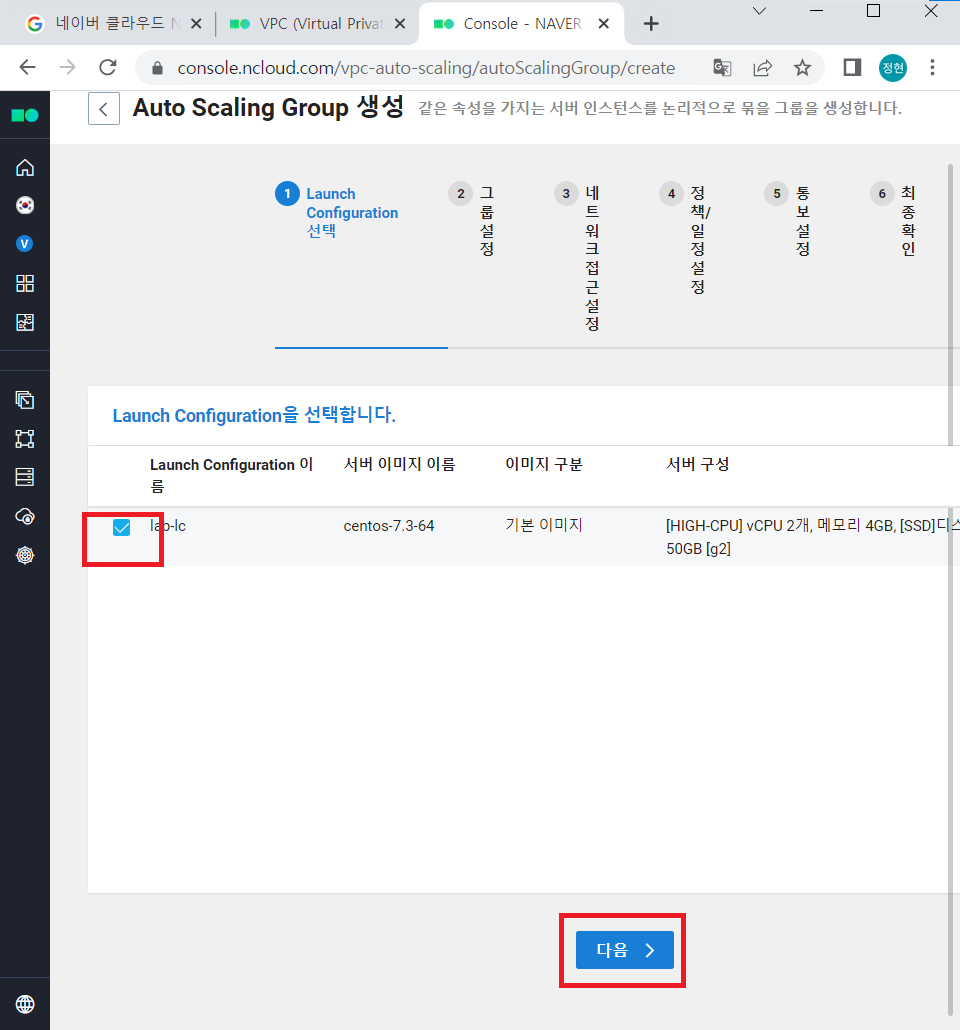 네이버 클라우드 N
VPC (Virtual Privat
Console - NAVER
console.ncloud.com/vpc-auto-scaling/autoScalingGroup/create
정현
Auto Scaling Group 생성 같은 속성을 가지는 서버 인스턴스를 논리적으로 묶을 그룹을 생성합니다.
V
1 Launch
Configuration
선택
2 그
룹
설
정
3 네
트
워
크
접
근
설
정
4 정
책/
일
정
설
정
5 통
보
설
정
6 최
종
확
인
Launch Configuration을 선택합니다.
Launch Configuration 이
름
서버 이미지 이름
이미지 구분
서버 구성
lab-lc
centos-7.3-64
기본 이미지
[HIGH-CPU] vCPU 2개, 메모리 4GB, [SSD]디스
50GB [g2]
다음